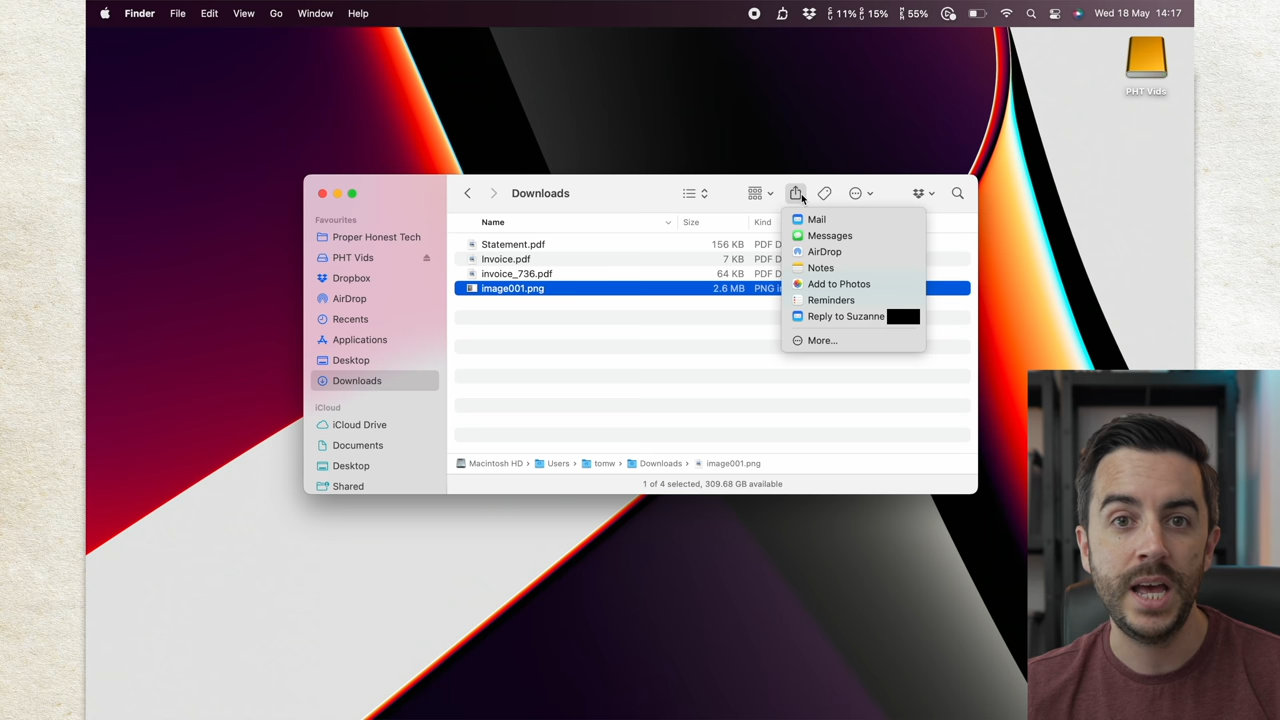 Finder File Edit View Go Window Help 11% 15% 55% Wed 18 May 14:17
PHT Vids
Downloads
Favourites
Proper Honest Tech
PHT Vids
Dropbox
AirDrop
Recents
Applications
Desktop
Downloads
iCloud
iCloud Drive
Documents
Desktop
Shared
Name Size Kind
Statement.pdf 156 KB PDF D
Invoice.pdf 7 KB PDF D
invoice_736.pdf 64 KB PDF D
image001.png 2.6 MB PNG i
Mail
Messages
AirDrop
Notes
Add to Photos
Reminders
Reply to Suzanne
More...
Macintosh HD › Users › tomw › Downloads › image001.png
1 of 4 selected, 309.68 GB available